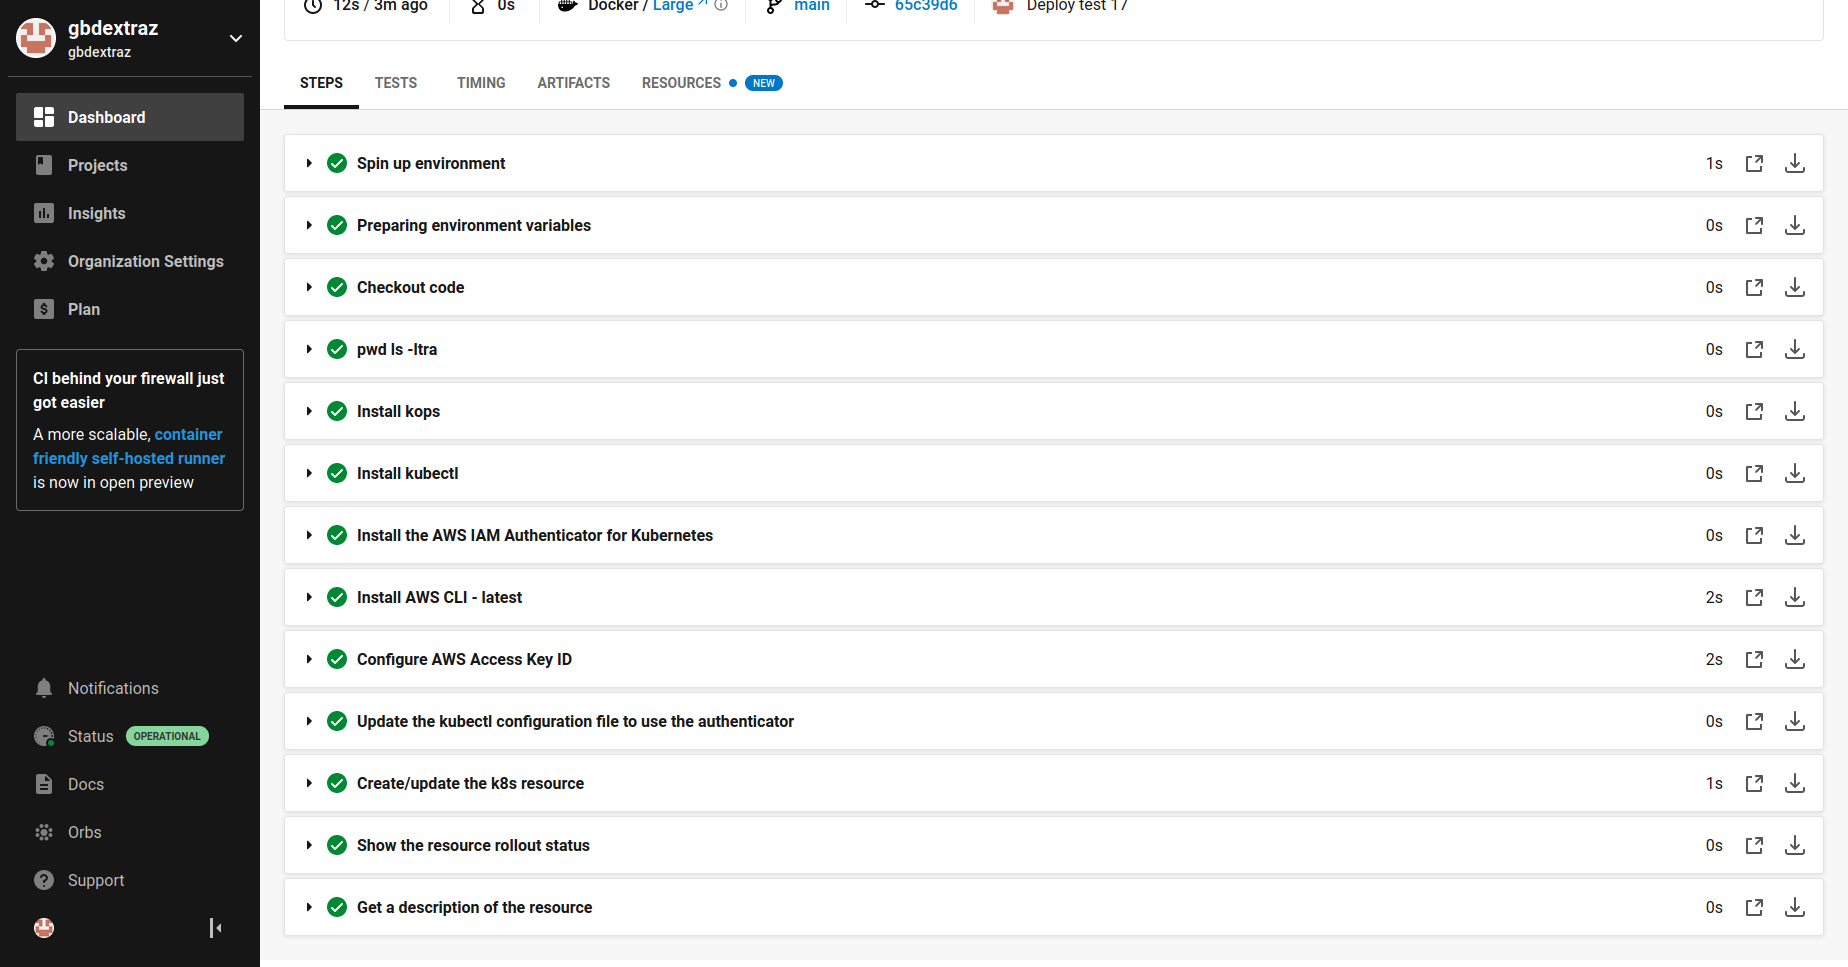 gbdextraz
gbdextraz
Dashboard
Projects
Insights
Organization Settings
Plan
CI behind your firewall just
got easier
A more scalable, container
friendly self-hosted runner
is now in open preview
Notifications
Status OPERATIONAL
Docs
Orbs
Support
12s / 3m ago 0s Docker / Large main 65c39d6 Deploy test 17
STEPS TESTS TIMING ARTIFACTS RESOURCES NEW
Spin up environment 1s
Preparing environment variables 0s
Checkout code 0s
pwd ls -ltra 0s
Install kops 0s
Install kubectl 0s
Install the AWS IAM Authenticator for Kubernetes 0s
Install AWS CLI - latest 2s
Configure AWS Access Key ID 2s
Update the kubectl configuration file to use the authenticator 0s
Create/update the k8s resource 1s
Show the resource rollout status 0s
Get a description of the resource 0s